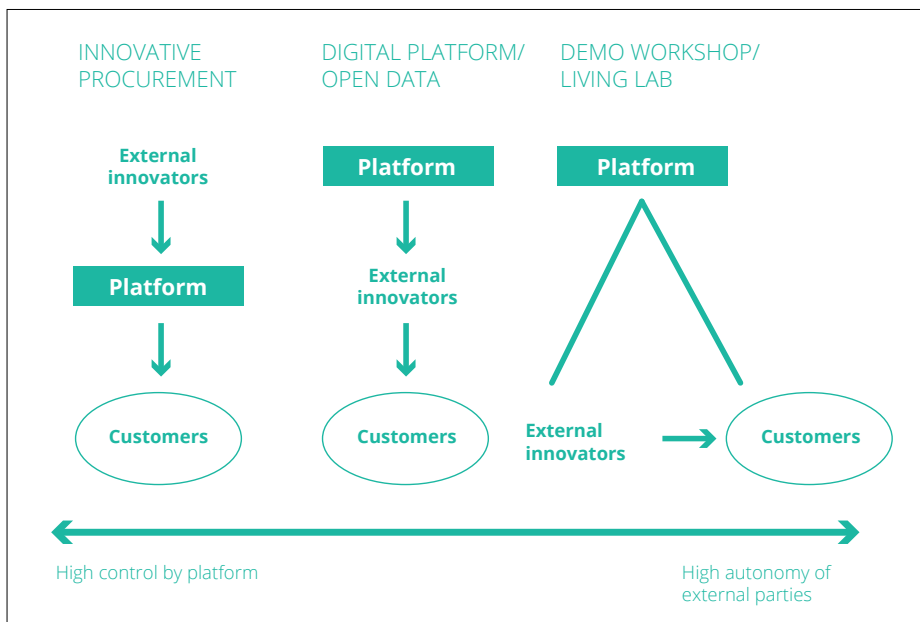 INNOVATIVE
PROCUREMENT
External
innovators
Platform
Customers
DIGITAL PLATFORM/
OPEN DATA
Platform
External
innovators
Customers
DEMO WORKSHOP/
LIVING LAB
Platform
External
innovators
Customers
High control by platform
High autonomy of
external parties